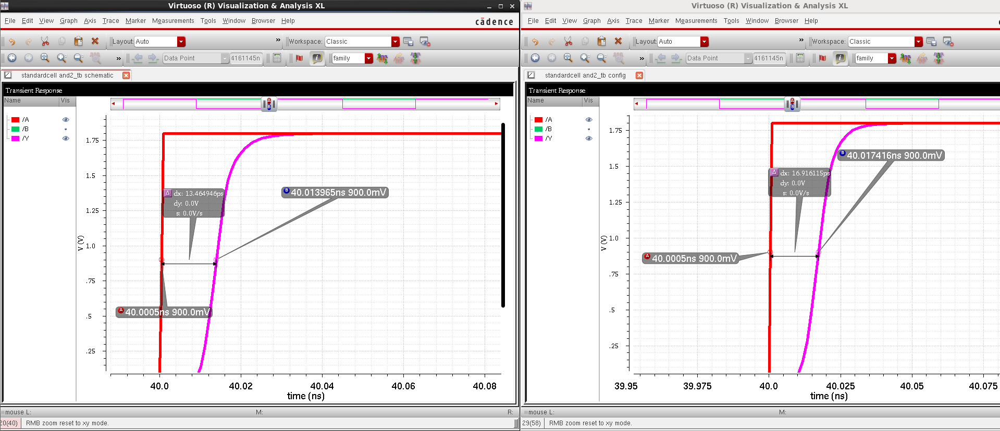 Virtuoso (R) Visualization & Analysis XL
File Edit View Graph Axis Trace Marker Measurements Tools Window Browser Help
cādence
Layout: Auto
» Workspace: Classic
» Data Point 4161145n family
standardcell and2_tb schematic
Transient Response
Name Vis
/A
/B
/Y
A
B
1.75
1.5
1.25
1.0
.75
.5
.25
V (V)
Δ dx: 13.464946ps
dy: 0.0V
s: 0.0V/s
B 40.013965ns 900.0mV
A 40.0005ns 900.0mV
40.0 40.02 40.04 40.06 40.08
time (ns)
mouse L: M: R:
20(40) RMB zoom reset to xy mode.
Virtuoso (R) Visualization & Analysis XL
File Edit View Graph Axis Trace Marker Measurements Tools Window Browser Help
Layout: Auto
» Workspace: Classic
» Data Point 4161145n family
standardcell and2_tb config
Transient Response
Name Vis
/A
/B
/Y
A
B
1.75
1.5
1.25
1.0
.75
.5
.25
V (V)
B 40.017416ns 900.0mV
Δ dx: 16.916115ps
dy: 0.0V
s: 0.0V/s
A 40.0005ns 900.0mV
39.95 39.975 40.0 40.025 40.05 40.075
time (ns)
mouse L: M:
29(58) RMB zoom reset to xy mode.